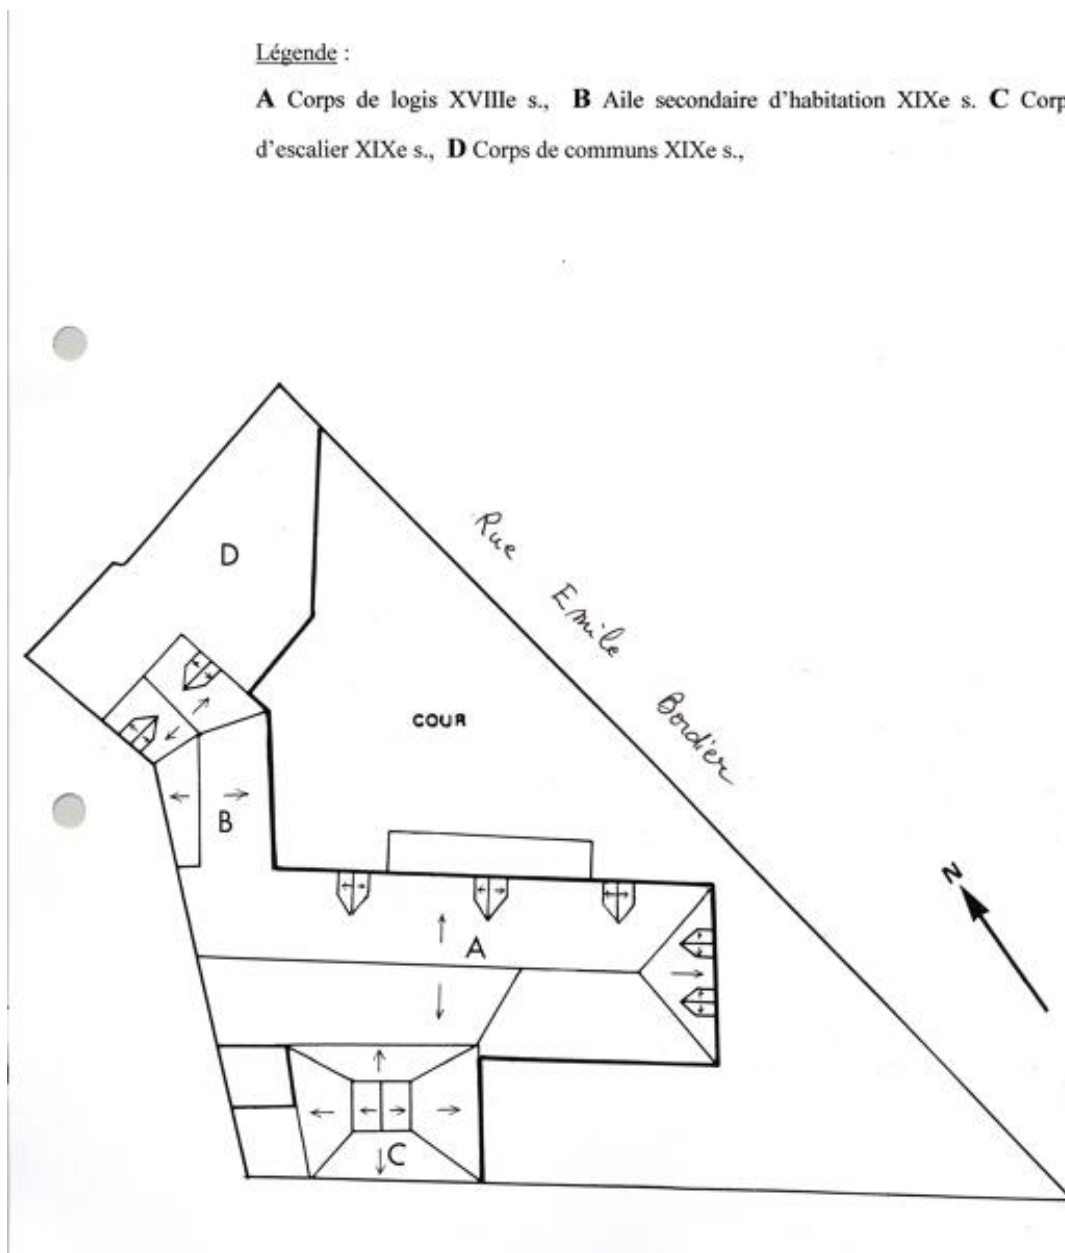 Légende :
A Corps de logis XVIIIe s., B Aile secondaire d'habitation XIXe s. C Corp
d'escalier XIXe s., D Corps de communs XIXe s.,
D
Rue Emile Bordier
COUR
B
N
A
C